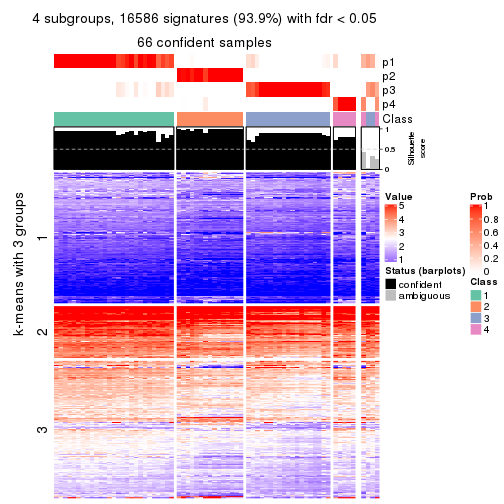 4 subgroups, 16586 signatures (93.9%) with fdr < 0.05
66 confident samples
p1
p2
p3
p4
Class
1
0.5
0
Silhouette
score
k-means with 3 groups
1
2
3
Value
5
4
3
2
1
Status (barplots)
confident
ambiguous
Prob
1
0.8
0.6
0.4
0.2
0
Class
1
2
3
4